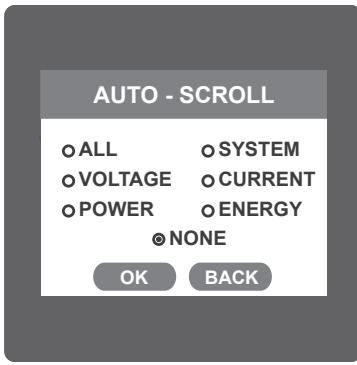 AUTO - SCROLL
ALL SYSTEM
VOLTAGE CURRENT
POWER ENERGY
NONE
OK BACK